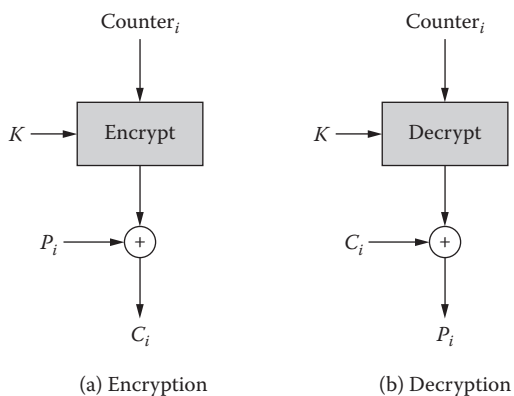 Counter_i
Counter_i
K
Encrypt
K
Decrypt
P_i
+
C_i
+
C_i
P_i
(a) Encryption
(b) Decryption